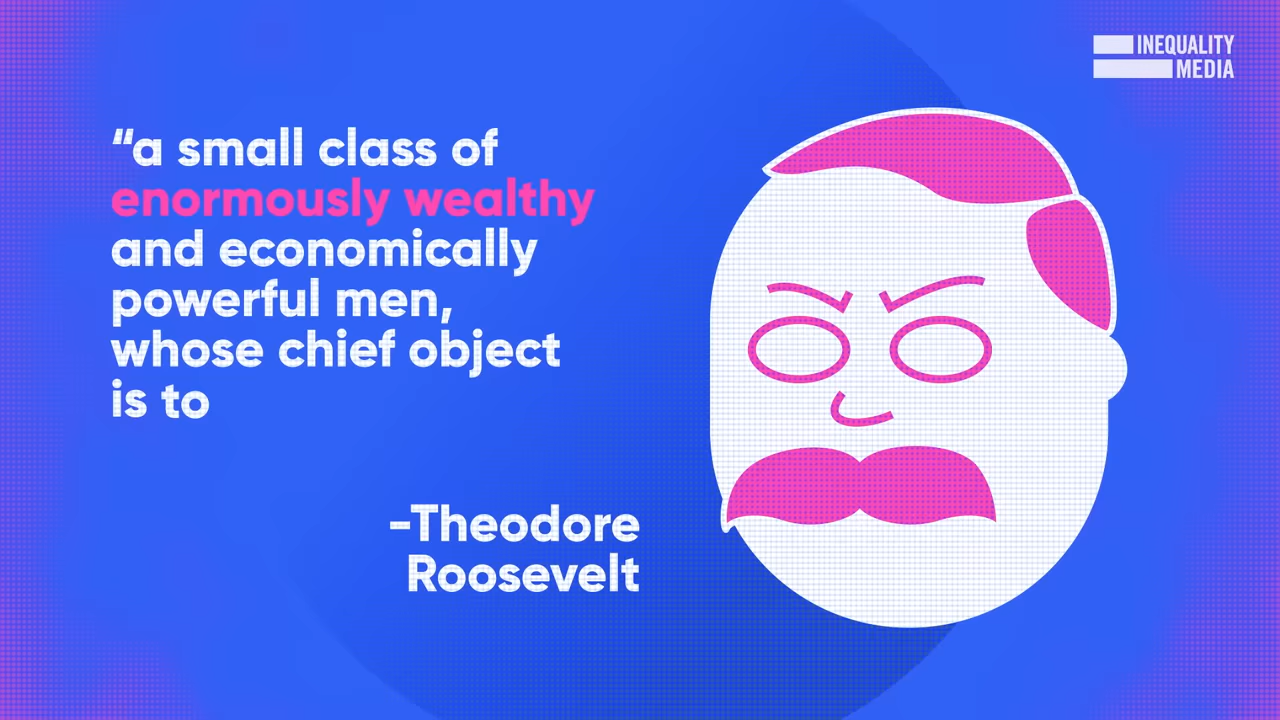 INEQUALITY
MEDIA
“a small class of
enormously wealthy
and economically
powerful men,
whose chief object
is to
–Theodore
Roosevelt